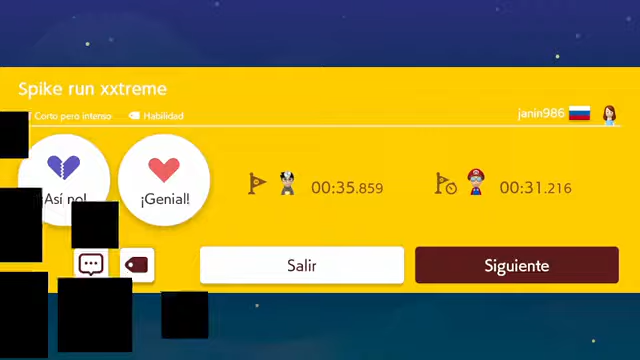 Spike run xxtreme
Corto pero intenso Habilidad
janin986
¡Así no! ¡Genial!
00:35.859 00:31.216
Salir Siguiente